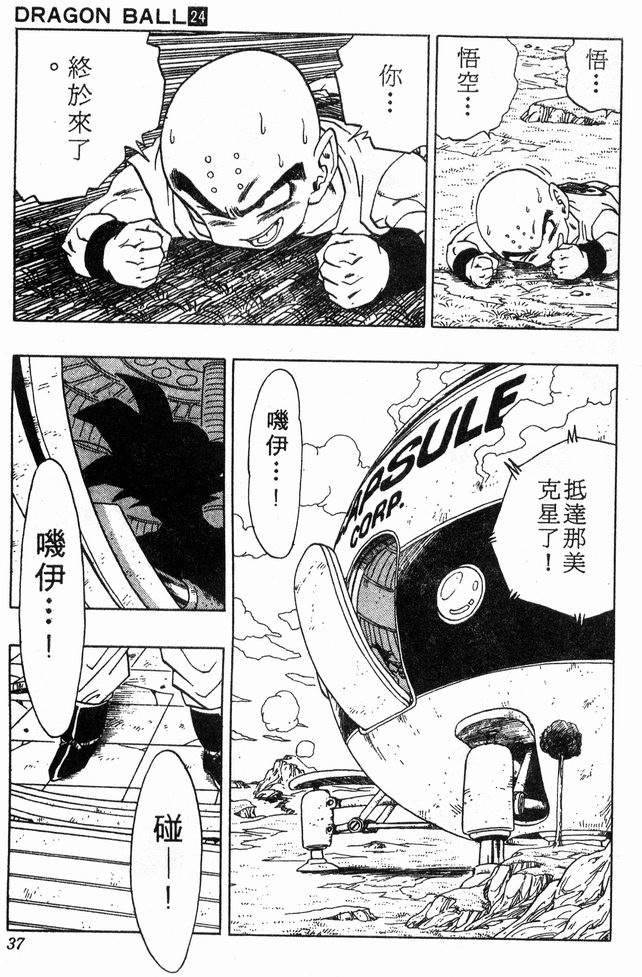 DRAGON BALL 24
悟…
悟空…
你…
終於來了。
抵達那美
克星了!
CAPSULE
CORP.
嘰伊…!
嘰伊…!
碰—!
37